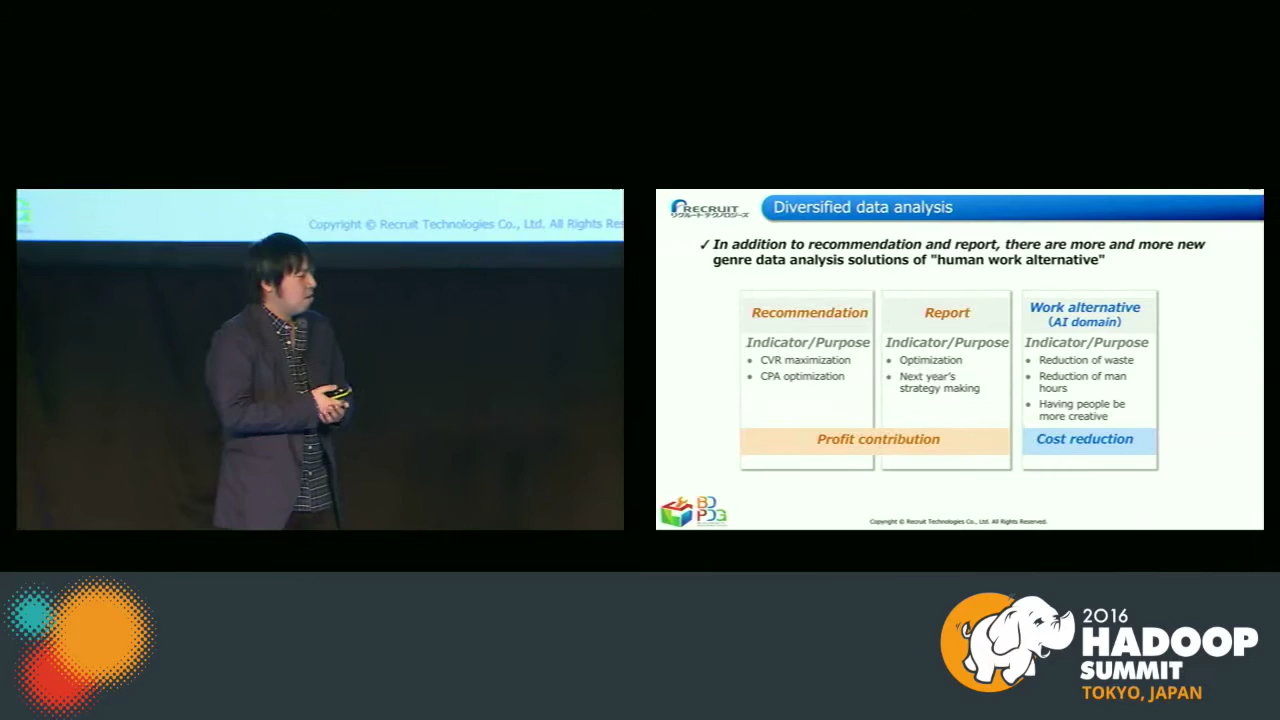 Copyright © Recruit Technologies Co., Ltd. All Rights Res
RECRUIT
リクルートテクノロジーズ
Diversified data analysis
✓ In addition to recommendation and report, there are more and more new
genre data analysis solutions of "human work alternative"
Recommendation
Indicator/Purpose
• CVR maximization
• CPA optimization
Report
Indicator/Purpose
• Optimization
• Next year's
strategy making
Work alternative
(AI domain)
Indicator/Purpose
• Reduction of waste
• Reduction of man
hours
• Having people be
more creative
Profit contribution
Cost reduction
BD
PDG
Copyright © Recruit Technologies Co., Ltd. All Rights Reserved.
2016
HADOOP
SUMMIT
TOKYO, JAPAN